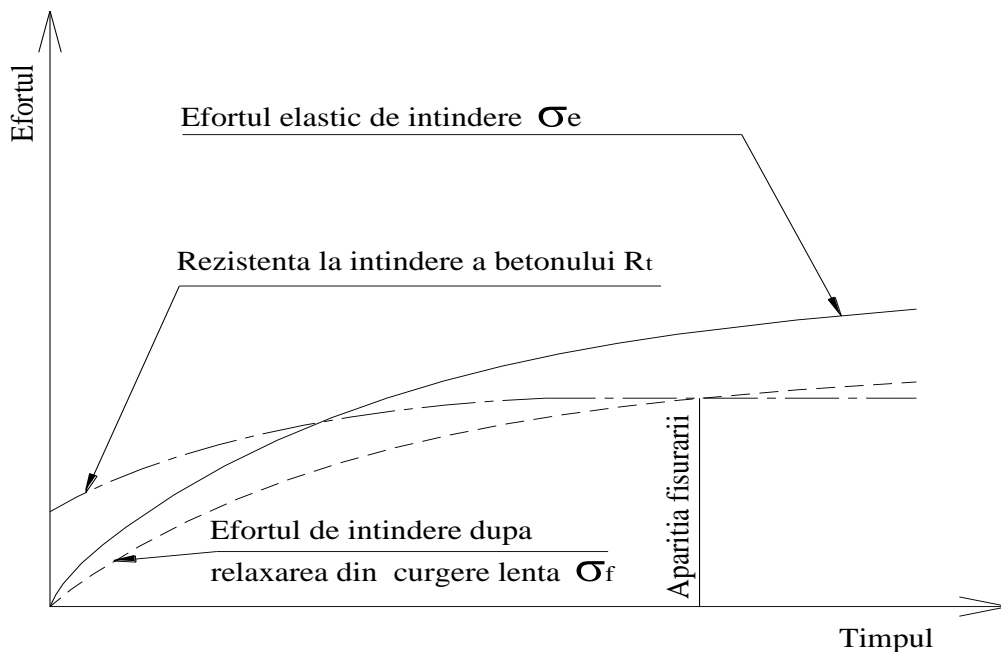 Efortul
Efortul elastic de intindere σe
Rezistenta la intindere a betonului Rt
Efortul de intindere dupa
relaxarea din curgere lenta σf
Aparitia fisurarii
Timpul